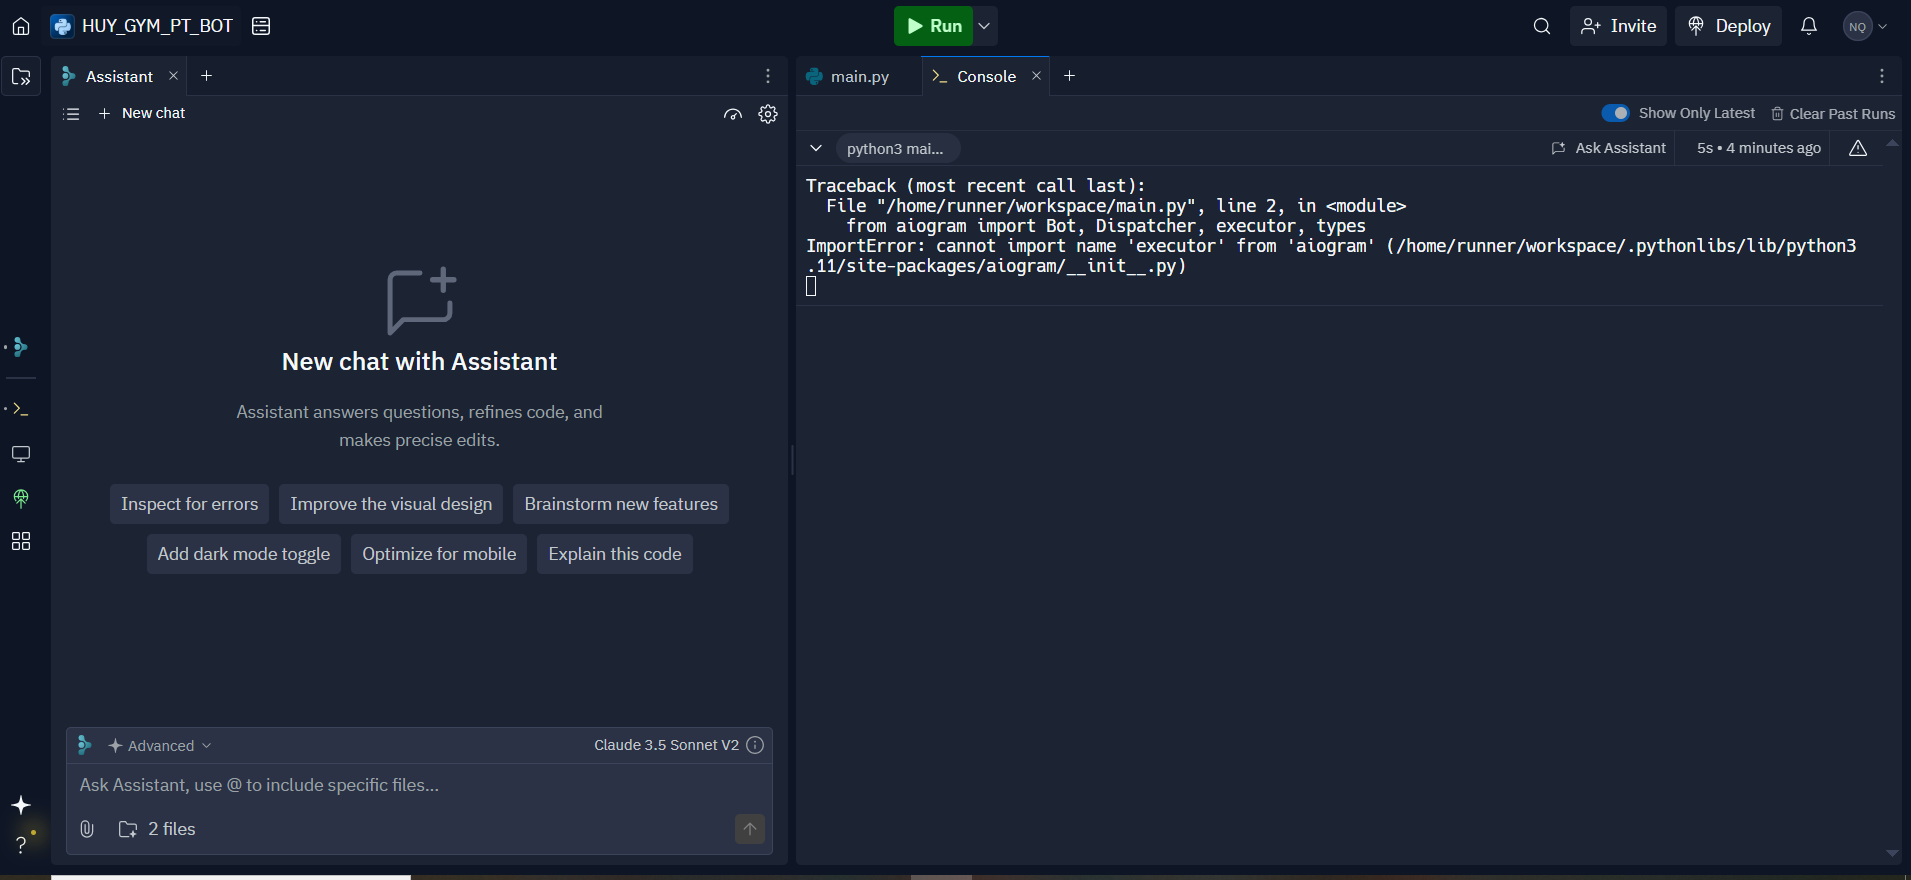 HUY_GYM_PT_BOT
Run
Invite
Deploy
NQ
Assistant
New chat
New chat with Assistant
Assistant answers questions, refines code, and
makes precise edits.
Inspect for errors
Improve the visual design
Brainstorm new features
Add dark mode toggle
Optimize for mobile
Explain this code
Advanced
Claude 3.5 Sonnet V2
Ask Assistant, use @ to include specific files...
2 files
main.py
Console
Show Only Latest
Clear Past Runs
python3 mai...
Ask Assistant
5s • 4 minutes ago
Traceback (most recent call last):
File "/home/runner/workspace/main.py", line 2, in <module>
from aiogram import Bot, Dispatcher, executor, types
ImportError: cannot import name 'executor' from 'aiogram' (/home/runner/workspace/.pythonlibs/lib/python3
.11/site-packages/aiogram/__init__.py)